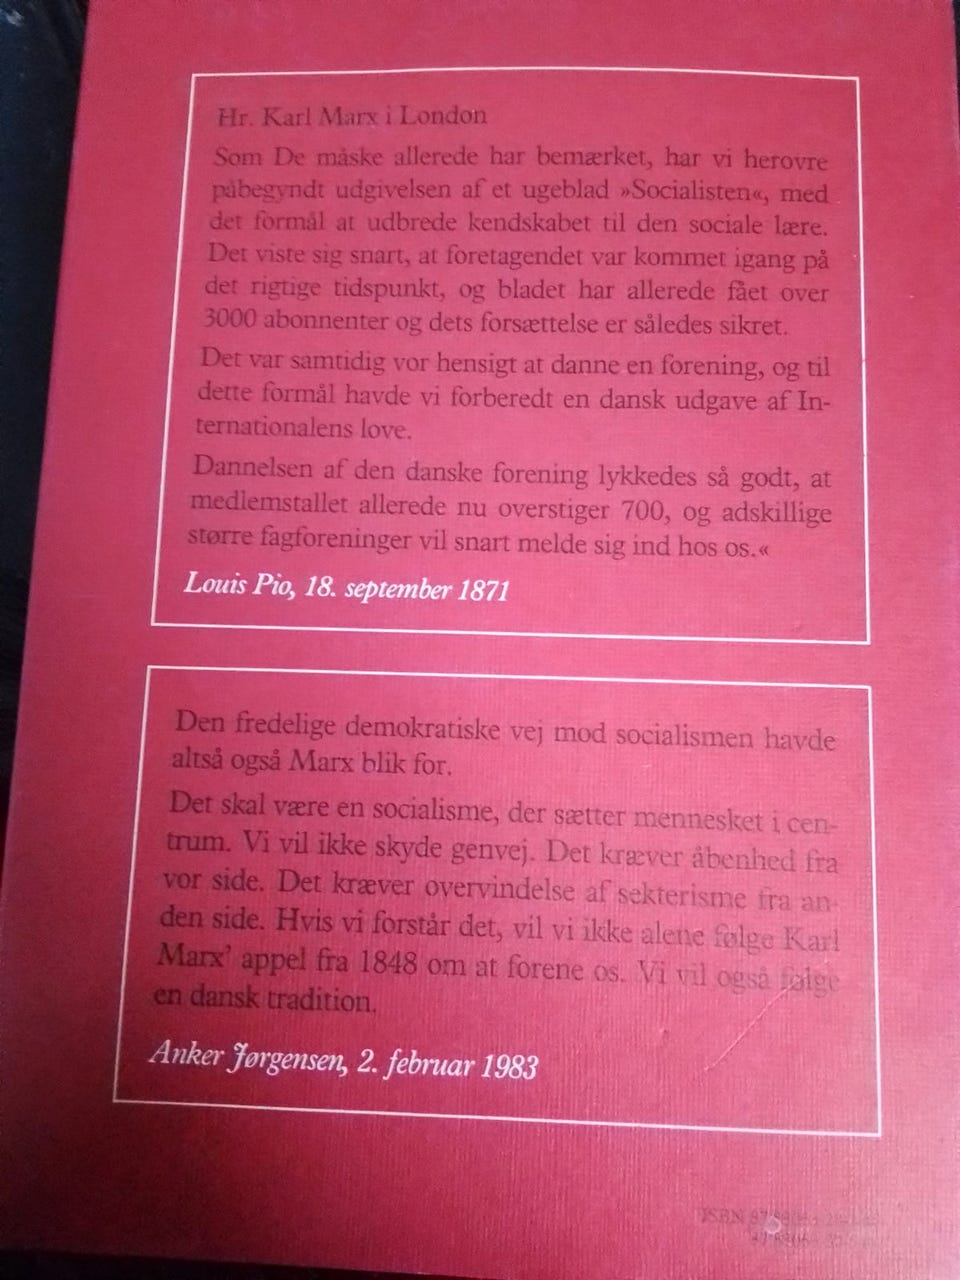 Hr. Karl Marx i London
Som De måske allerede har bemærket, har vi herovre
påbegyndt udgivelsen af et ugeblad »Socialisten«, med
det formål at udbrede kendskabet til den sociale lære.
Det viste sig snart, at foretagendet var kommet igang på
det rigtige tidspunkt, og bladet har allerede fået over
3000 abonnenter og dets forsættelse er således sikret.
Det var samtidig vor hensigt at danne en forening, og til
dette formål havde vi forberedt en dansk udgave af In-
ternationalens love.
Dannelsen af den danske forening lykkedes så godt, at
medlemstallet allerede nu overstiger 700, og adskillige
større fagforeninger vil snart melde sig ind hos os.«
Louis Pio, 18. september 1871
Den fredelige demokratiske vej mod socialismen havde
altså også Marx blik for.
Det skal være en socialisme, der sætter mennesket i cen-
trum. Vi vil ikke skyde genvej. Det kræver åbenhed fra
vor side. Det kræver overvindelse af sekterisme fra an-
den side. Hvis vi forstår det, vil vi ikke alene følge Karl
Marx' appel fra 1848 om at forene os. Vi vil også følge
en dansk tradition.
Anker Jørgensen, 2. februar 1983
ISBN